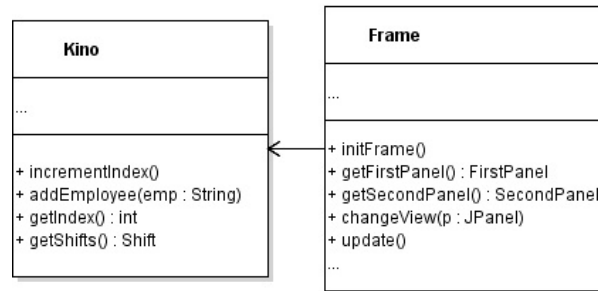 Kino
...
+ incrementIndex()
+ addEmployee(emp : String)
+ getIndex() : int
+ getShifts() : Shift
Frame
...
+ initFrame()
+ getFirstPanel() : FirstPanel
+ getSecondPanel() : SecondPanel
+ changeView(p : JPanel)
+ update()
...